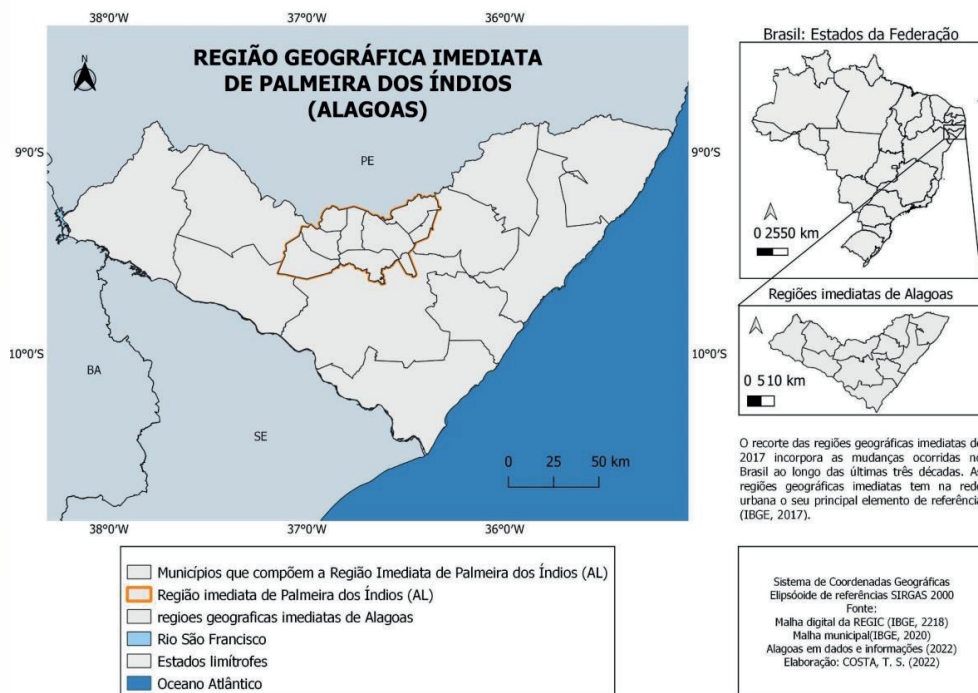 38°0'O
37°0'O
36°0'O
REGIÃO GEOGRÁFICA IMEDIATA
DE PALMEIRA DOS ÍNDIOS
(ALAGOAS)
N
PE
BA
SE
9°0'S
9°0'S
10°0'S
10°0'S
0 25 50 km
38°0'O
37°0'O
36°0'O
Brasil: Estados da Federação
0 2550 km
Regiões imediatas de Alagoas
0 510 km
O recorte das regiões geográficas imediatas de
2017 incorpora as mudanças ocorridas no
Brasil ao longo das últimas três décadas. As
regiões geográficas imediatas tem na rede
urbana o seu principal elemento de referência
(IBGE, 2017).
Municípios que compõem a Região Imediata de Palmeira dos Índios (AL)
Região imediata de Palmeira dos Índios (AL)
regioes geograficas imediatas de Alagoas
Rio São Francisco
Estados limítrofes
Oceano Atlântico
Sistema de Coordenadas Geográficas
Elipsóoide de referências SIRGAS 2000
Fonte:
Malha digital da REGIC (IBGE, 2218)
Malha municipal(IBGE, 2020)
Alagoas em dados e informações (2022)
Elaboração: COSTA, T. S. (2022)